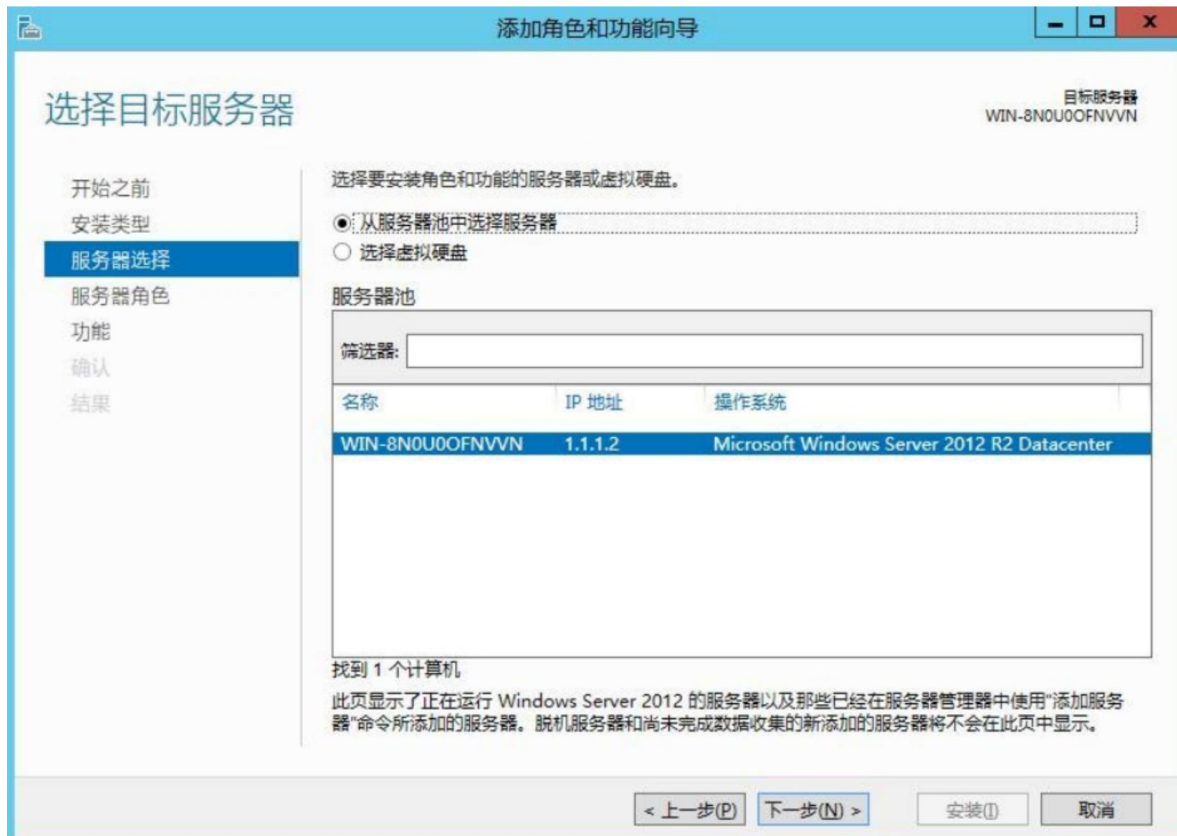 添加角色和功能向导
选择目标服务器
目标服务器
WIN-8N0U0OFNVVN
开始之前
安装类型
服务器选择
服务器角色
功能
确认
结果
选择要安装角色和功能的服务器或虚拟硬盘。
从服务器池中选择服务器
选择虚拟硬盘
服务器池
筛选器:
名称 IP 地址 操作系统
WIN-8N0U0OFNVVN 1.1.1.2 Microsoft Windows Server 2012 R2 Datacenter
找到 1 个计算机
此页显示了正在运行 Windows Server 2012 的服务器以及那些已经在服务器管理器中使用"添加服务
器"命令所添加的服务器。脱机服务器和尚未完成数据收集的新添加的服务器将不会在此页中显示。
< 上一步(P) 下一步(N) > 安装(I) 取消